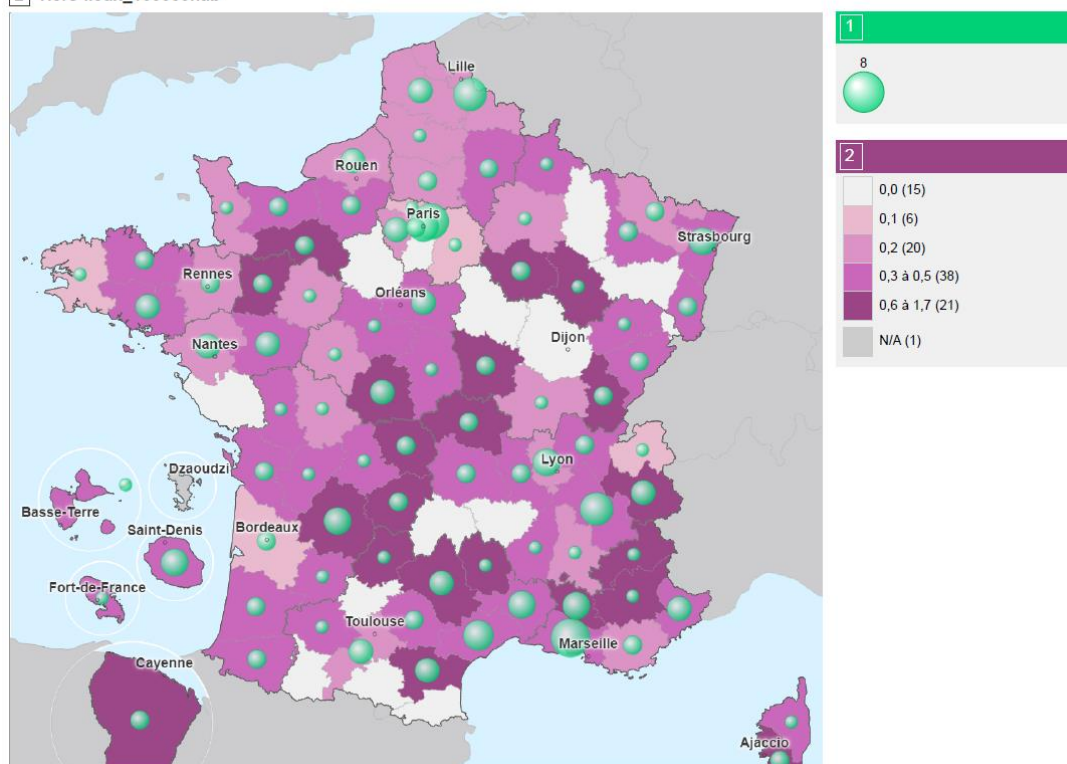 Lille
Rouen
Paris
Strasbourg
Rennes
Orléans
Nantes
Dijon
Lyon
Dzaoudzi
Basse-Terre
Saint-Denis
Bordeaux
Fort-de-France
Toulouse
Marseille
Cayenne
Ajaccio
1
8
2
0,0 (15)
0,1 (6)
0,2 (20)
0,3 à 0,5 (38)
0,6 à 1,7 (21)
N/A (1)